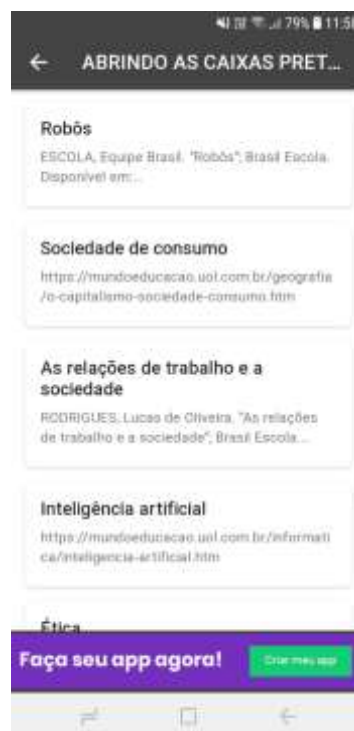 79% 11:58
ABRINDO AS CAIXAS PRET...
Robôs
ESCOLA, Equipe Brasil. "Robôs"; Brasil Escola.
Disponível em:...
Sociedade de consumo
https://mundoeducacao.uol.com.br/geografia
/o-capitalismo-sociedade-consumo.htm
As relações de trabalho e a
sociedade
RODRIGUES, Lucas de Oliveira. "As relações
de trabalho e a sociedade"; Brasil Escola...
Inteligência artificial
https://mundoeducacao.uol.com.br/informati
ca/inteligencia-artificial.htm
Ética
Faça seu app agora!
Criar meu app